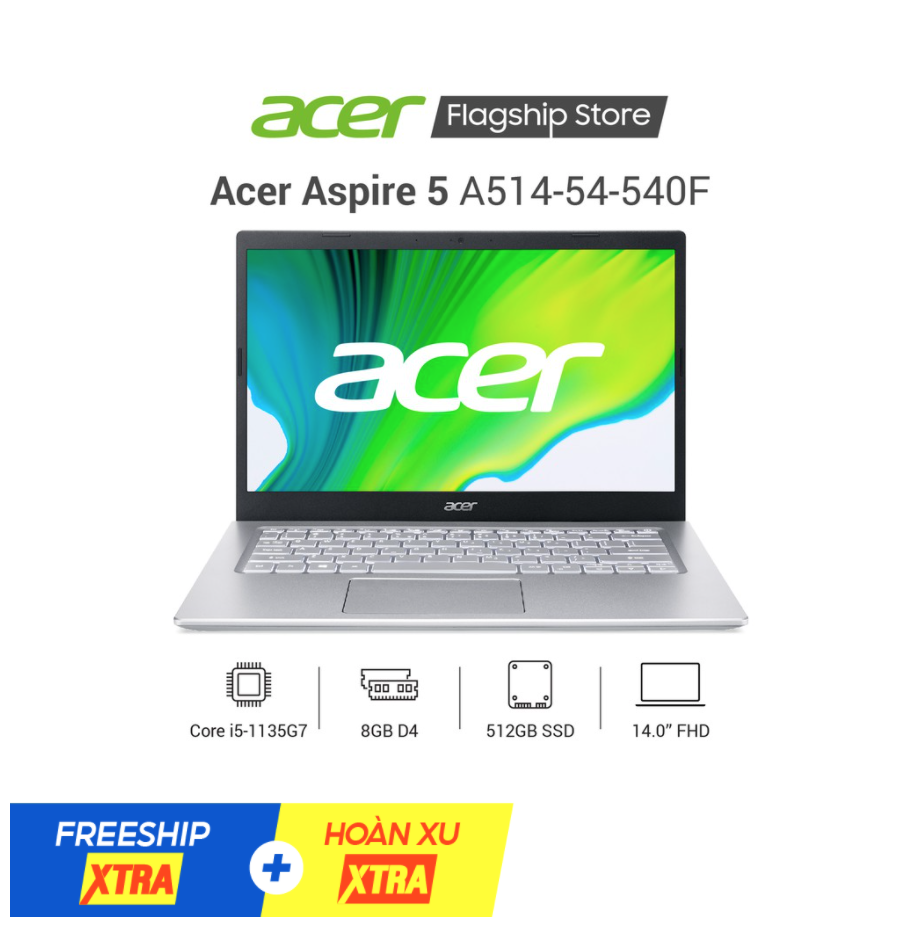 acer Flagship Store
Acer Aspire 5 A514-54-540F
acer
acer
Core i5-1135G7
8GB D4
512GB SSD
14.0” FHD
FREESHIP
XTRA
+
HOÀN XU
XTRA